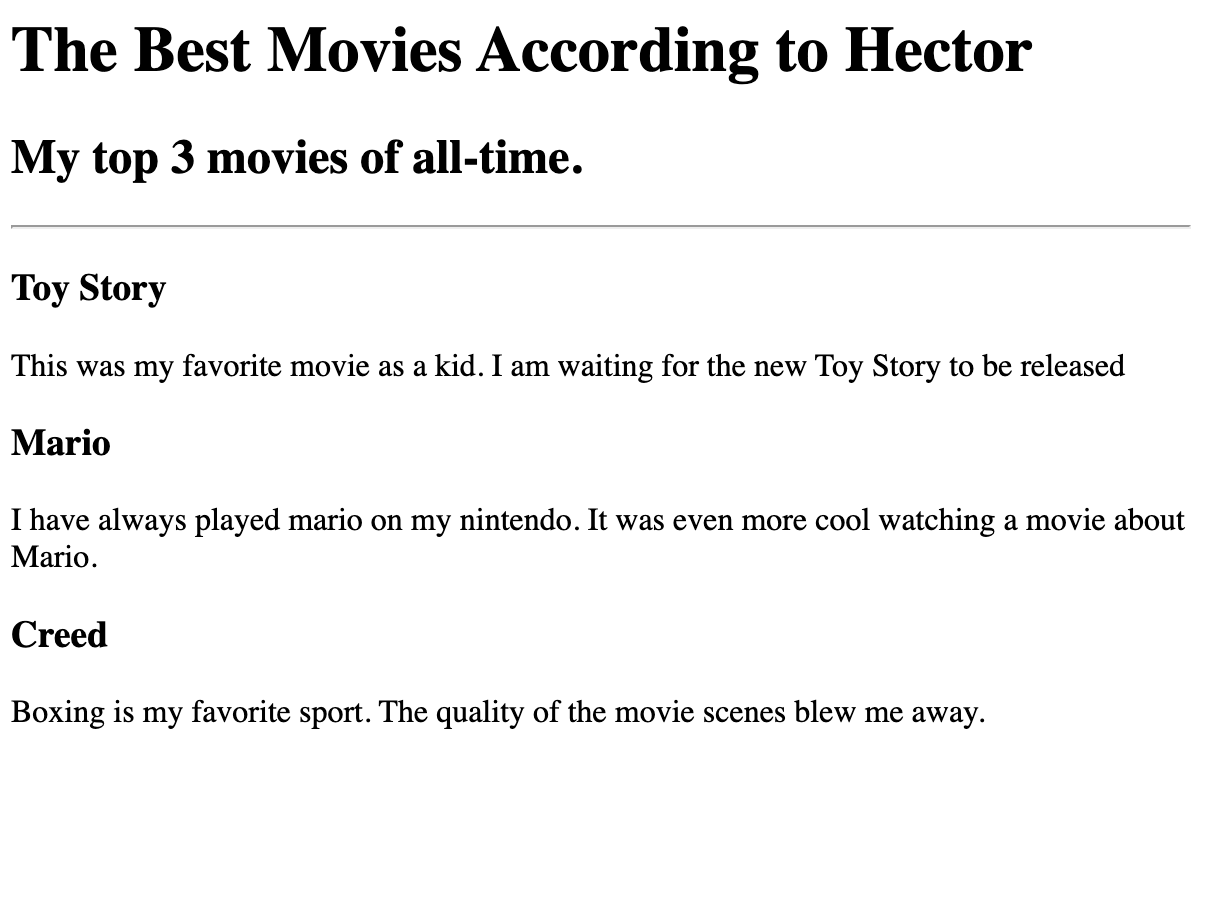 The Best Movies According to Hector
My top 3 movies of all-time.
Toy Story
This was my favorite movie as a kid. I am waiting for the new Toy Story to be released
Mario
I have always played mario on my nintendo. It was even more cool watching a movie about
Mario.
Creed
Boxing is my favorite sport. The quality of the movie scenes blew me away.